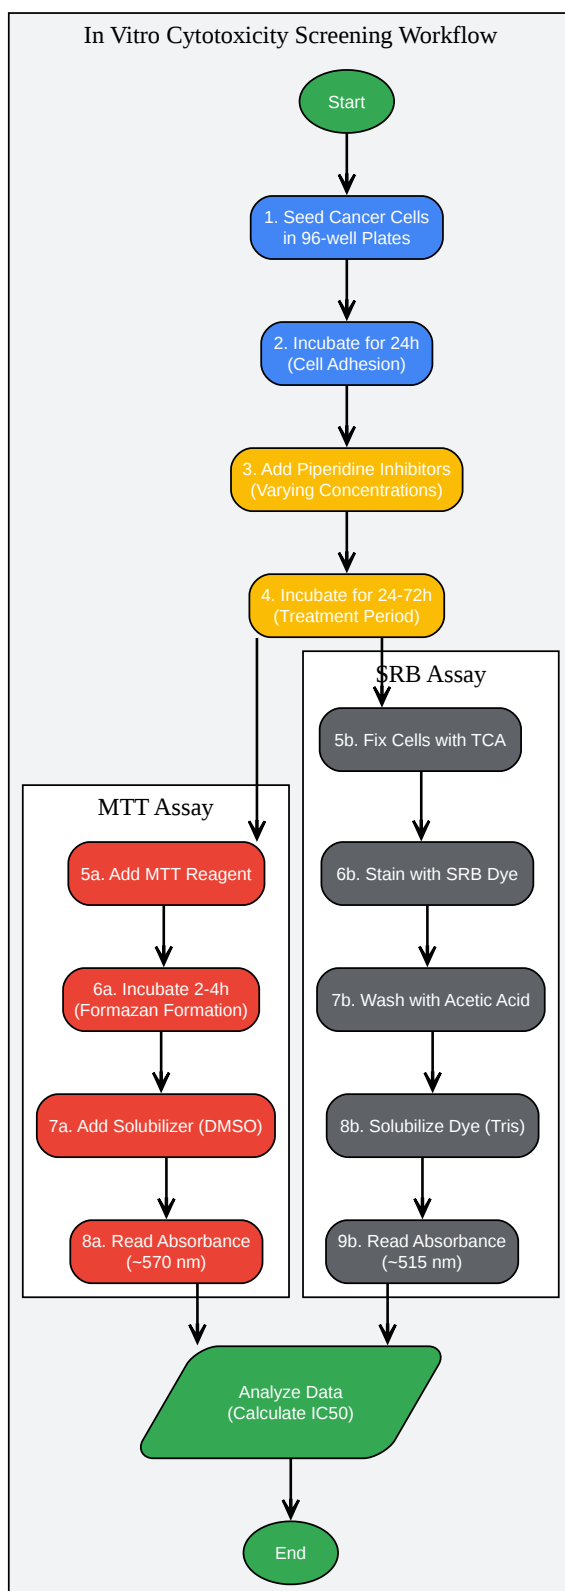 In Vitro Cytotoxicity Screening Workflow
Start
1. Seed Cancer Cells
in 96-well Plates
2. Incubate for 24h
(Cell Adhesion)
3. Add Piperidine Inhibitors
(Varying Concentrations)
4. Incubate for 24-72h
(Treatment Period)
SRB Assay
5b. Fix Cells with TCA
6b. Stain with SRB Dye
7b. Wash with Acetic Acid
8b. Solubilize Dye (Tris)
9b. Read Absorbance
(~515 nm)
MTT Assay
5a. Add MTT Reagent
6a. Incubate 2-4h
(Formazan Formation)
7a. Add Solubilizer (DMSO)
8a. Read Absorbance
(~570 nm)
Analyze Data
(Calculate IC50)
End